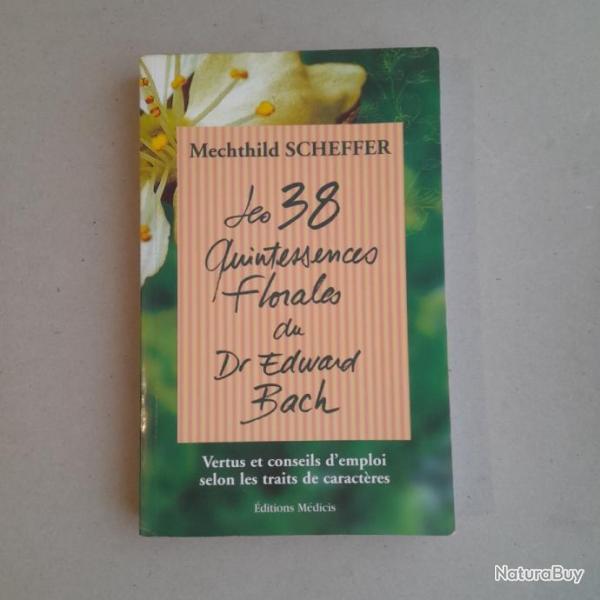 Mechthild SCHEFFER
Les 38
Quintessences
Florales
du
Dr Edward
Bach
Vertus et conseils d'emploi
selon les traits de caractères
Éditions Médicis
NaturaBuy